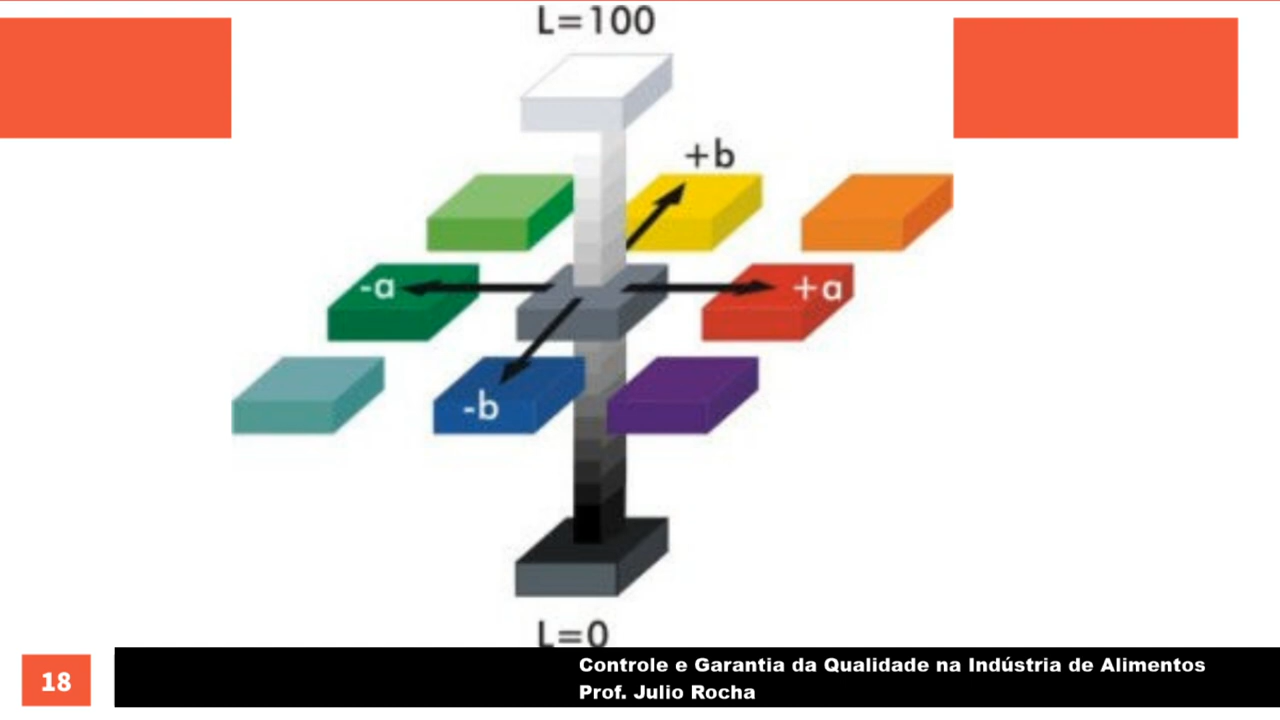 L=100
+b
-a
+a
-b
L=0
18
Controle e Garantia da Qualidade na Indústria de Alimentos
Prof. Julio Rocha